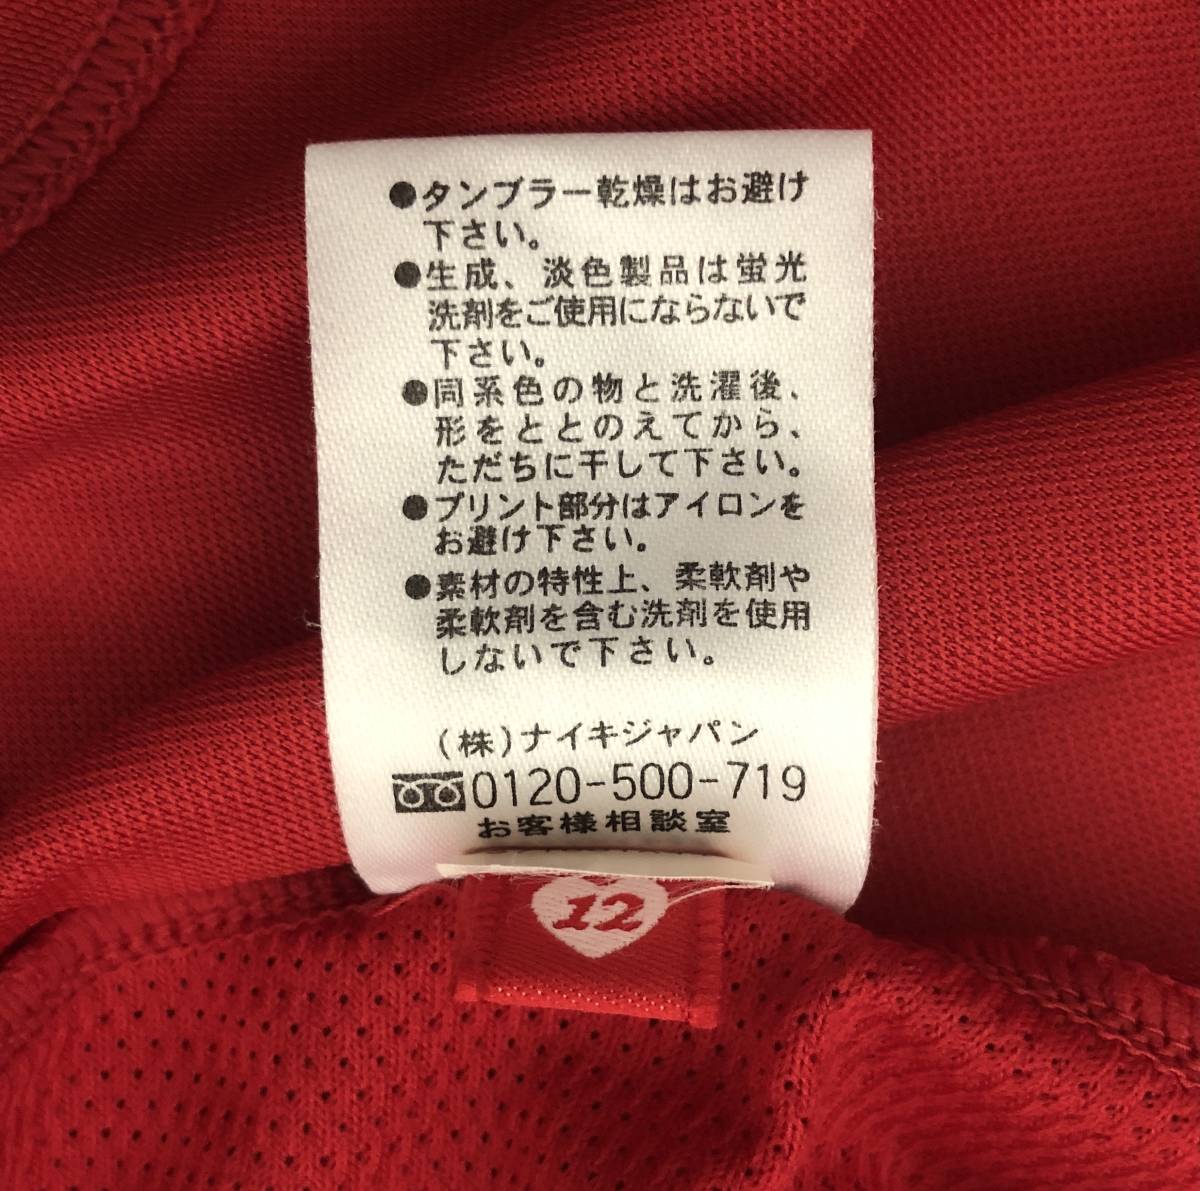 ●タンブラー乾燥はお避け
下さい。
●生成、淡色製品は蛍光
洗剤をご使用にならないで
下さい。
●同系色の物と洗濯後、
形をととのえてから、
ただちに干して下さい。
●プリント部分はアイロンを
お避け下さい。
●素材の特性上、柔軟剤や
柔軟剤を含む洗剤を使用
しないで下さい。
(株)ナイキジャパン
0120-500-719
お客様相談室
12